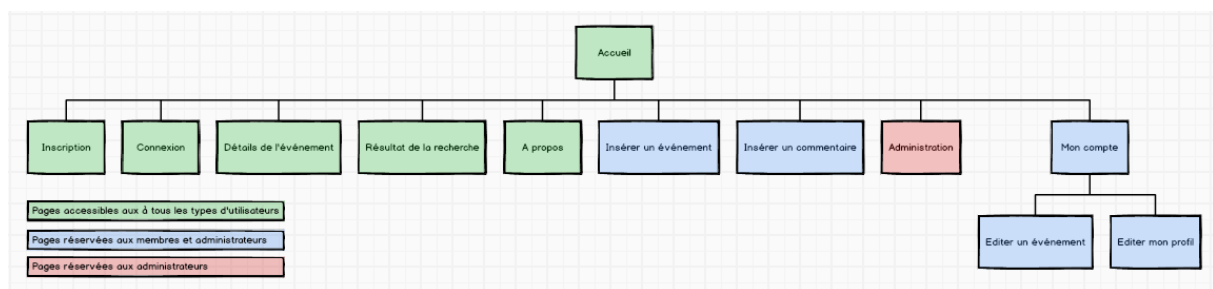 Accueil
Inscription
Connexion
Détails de l'événement
Résultat de la recherche
A propos
Insérer un événement
Insérer un commentaire
Administration
Mon compte
Pages accessibles aux à tous les types d'utilisateurs
Pages réservées aux membres et administrateurs
Pages réservées aux administrateurs
Editer un événement
Editer mon profil